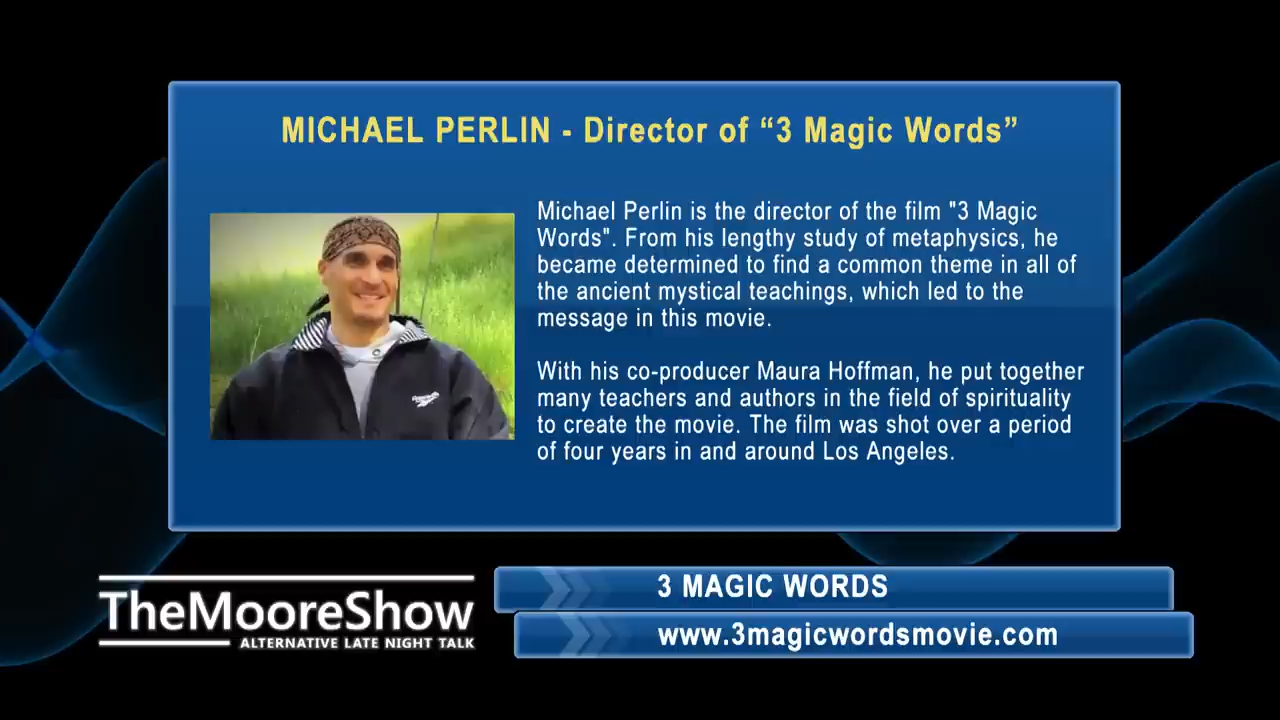 MICHAEL PERLIN - Director of “3 Magic Words”
Michael Perlin is the director of the film "3 Magic
Words". From his lengthy study of metaphysics, he
became determined to find a common theme in all of
the ancient mystical teachings, which led to the
message in this movie.
With his co-producer Maura Hoffman, he put together
many teachers and authors in the field of spirituality
to create the movie. The film was shot over a period
of four years in and around Los Angeles.
TheMooreShow
ALTERNATIVE LATE NIGHT TALK
3 MAGIC WORDS
www.3magicwordsmovie.com